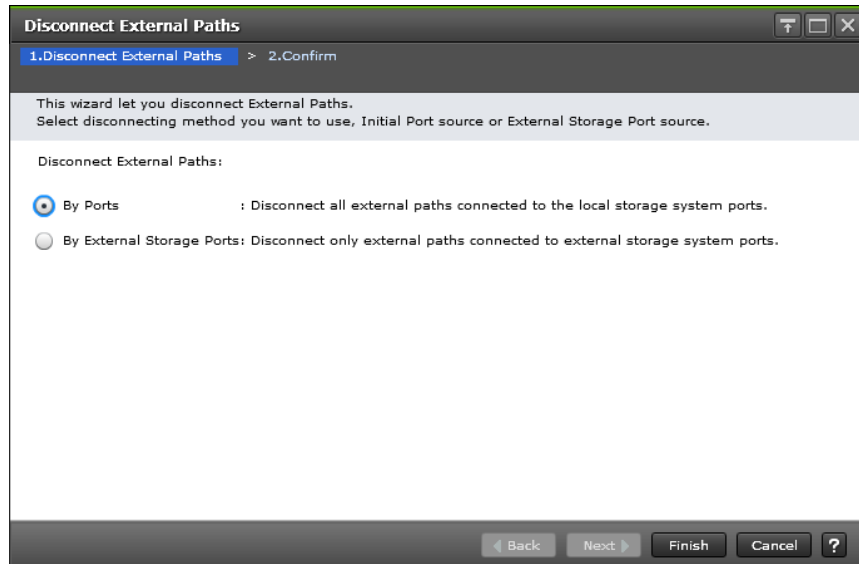 Disconnect External Paths
1.Disconnect External Paths > 2.Confirm
This wizard let you disconnect External Paths.
Select disconnecting method you want to use, Initial Port source or External Storage Port source.
Disconnect External Paths:
By Ports : Disconnect all external paths connected to the local storage system ports.
By External Storage Ports: Disconnect only external paths connected to external storage system ports.
Back Next Finish Cancel ?